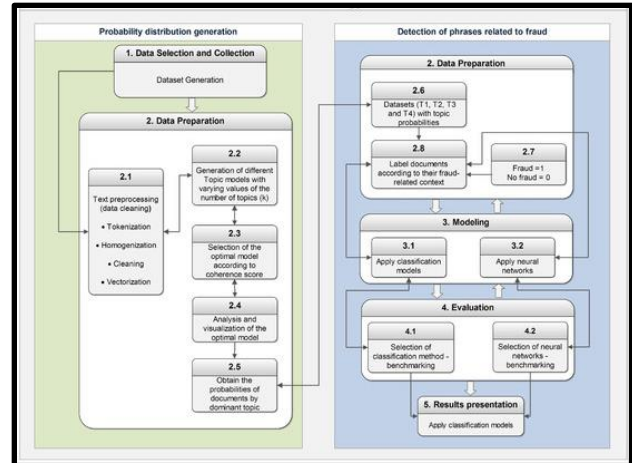 Probability distribution generation
1. Data Selection and Collection
Dataset Generation
2. Data Preparation
2.1
Text preprocessing
(data cleaning)
• Tokenization
• Homogenization
• Cleaning
• Vectorization
2.2
Generation of different
Topic models with
varying values of the
number of topics (k)
2.3
Selection of the
optimal model
according to
coherence score
2.4
Analysis and
visualization of the
optimal model
2.5
Obtain the
probabilities of
documents by
dominant topic
Detection of phrases related to fraud
2. Data Preparation
2.6
Datasets (T1, T2, T3
and T4) with topic
probabilities
2.7
Fraud =1
No fraud = 0
2.8
Label documents
according to their fraud-
related context
3. Modeling
3.1
Apply classification
models
3.2
Apply neural
networks
4. Evaluation
4.1
Selection of
classification method -
benchmarking
4.2
Selection of neural
networks -
benchmarking
5. Results presentation
Apply classification models